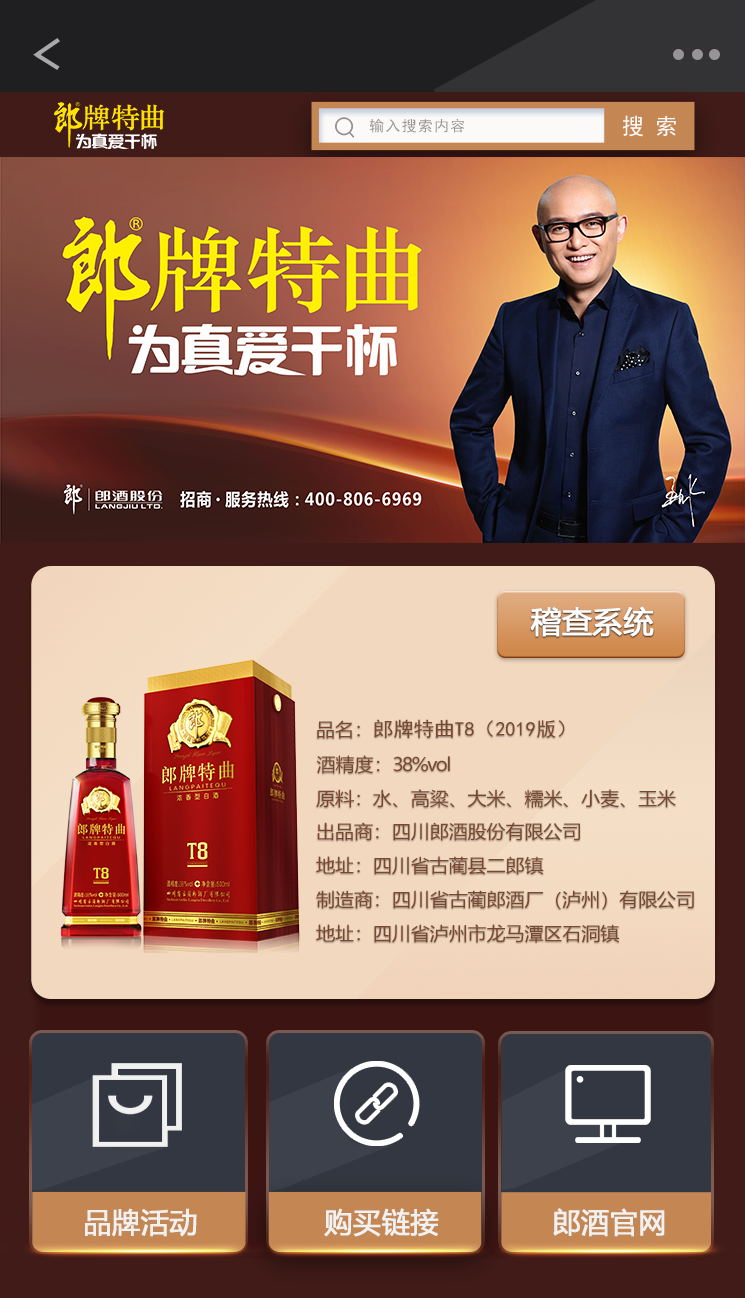 郎®牌特曲
为真爱干杯
输入搜索内容
搜 索
郎®牌特曲
为真爱干杯
郎 郎酒股份
LANGJIU LTD.
招商·服务热线：400-806-6969
稽查系统
郎
郎牌特曲
LANGPAITEQU
浓香型白酒
T8
郎牌特曲
T8
品名：郎牌特曲T8（2019版）
酒精度：38%vol
原料：水、高粱、大米、糯米、小麦、玉米
出品商：四川郎酒股份有限公司
地址：四川省古蔺县二郎镇
制造商：四川省古蔺郎酒厂（泸州）有限公司
地址：四川省泸州市龙马潭区石洞镇
品牌活动
购买链接
郎酒官网